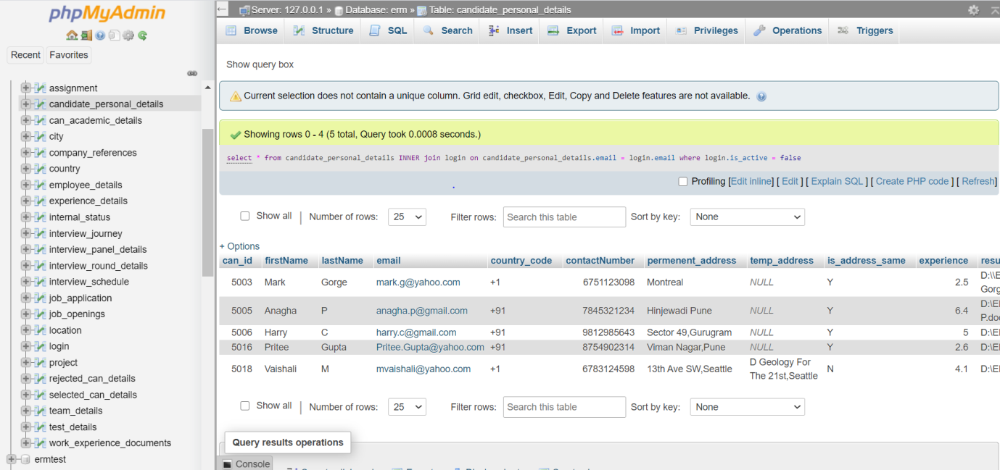 phpMyAdmin
Recent Favorites
assignment
candidate_personal_details
can_academic_details
city
company_references
country
employee_details
experience_details
internal_status
interview_journey
interview_panel_details
interview_round_details
interview_schedule
job_application
job_openings
location
login
project
rejected_can_details
selected_can_details
team_details
test_details
work_experience_documents
ermtest
Server: 127.0.0.1 » Database: erm » Table: candidate_personal_details
Browse Structure SQL Search Insert Export Import Privileges Operations Triggers
Show query box
Current selection does not contain a unique column. Grid edit, checkbox, Edit, Copy and Delete features are not available.
Showing rows 0 - 4 (5 total, Query took 0.0008 seconds.)
select * from candidate_personal_details INNER join login on candidate_personal_details.email = login.email where login.is_active = false
Profiling [Edit inline] [ Edit ] [ Explain SQL ] [ Create PHP code ] [ Refresh]
Show all | Number of rows: 25 Filter rows: Search this table Sort by key: None
+ Options
can_id firstName lastName email country_code contactNumber permenent_address temp_address is_address_same experience resu
5003 Mark Gorge mark.g@yahoo.com +1 6751123098 Montreal NULL Y 2.5 D:\\E
Gorg
5005 Anagha P anagha.p@gmail.com +91 7845321234 Hinjewadi Pune NULL Y 6.4 D:\El
P.doc
5006 Harry C harry.c@gmail.com +91 9812985643 Sector 49,Gurugram NULL Y 5 D:\El
5016 Pritee Gupta Pritee.Gupta@yahoo.com +91 8754902314 Viman Nagar,Pune NULL Y 2.6 D:\El
5018 Vaishali M mvaishali@yahoo.com +1 6783124598 13th Ave SW,Seattle D Geology For N 4.1 D:\El
The 21st,Seattle
Show all | Number of rows: 25 Filter rows: Search this table Sort by key: None
Query results operations
Console